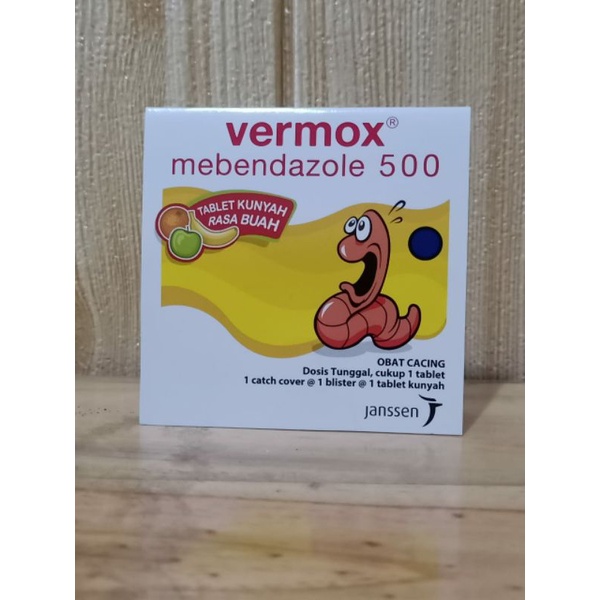 vermox®
mebendazole 500
TABLET KUNYAH
RASA BUAH
OBAT CACING
Dosis Tunggal, cukup 1 tablet
1 catch cover @ 1 blister @ 1 tablet kunyah
janssen